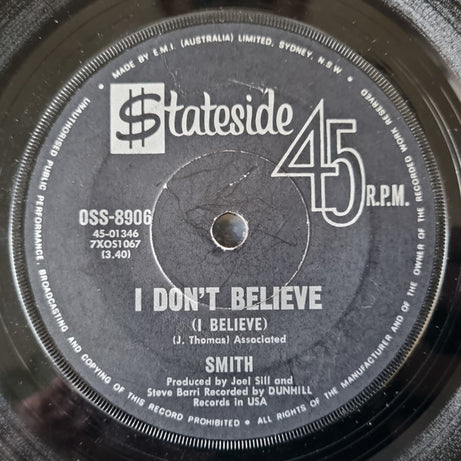 MADE BY E.M.I. (AUSTRALIA) LIMITED, SYDNEY, N.S.W.
$tateside
45
R.P.M.
OSS-8906
45-01346
7XOS1067
(3.40)
I DON'T BELIEVE
(I BELIEVE)
(J. Thomas) Associated
SMITH
Produced by Joel Sill and
Steve Barri Recorded by DUNHILL
Records in USA
UNAUTHORISED PUBLIC PERFORMANCE, BROADCASTING AND COPYING OF THIS RECORD PROHIBITED • ALL RIGHTS OF THE MANUFACTURER AND OF THE OWNER OF THE RECORDED WORK RESERVED